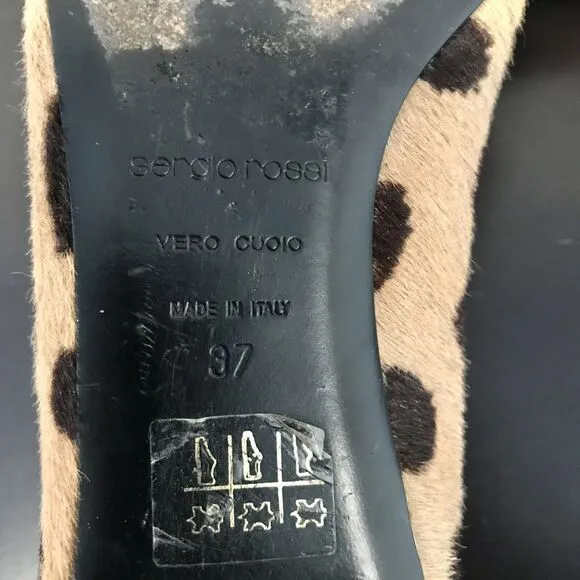 sergio rossi
VERO CUOIO
MADE IN ITALY
37